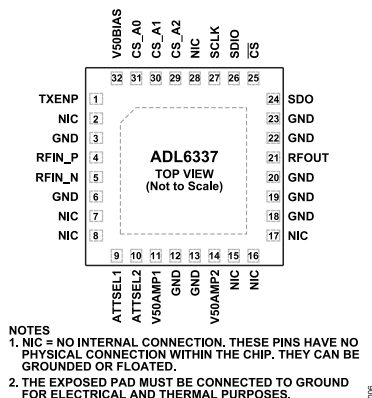 V50BIAS
CS_A0
CS_A1
CS_A2
NIC
SCLK
SDIO
CS
32 31 30 29 28 27 26 25
TXENP 1
NIC 2
GND 3
RFIN_P 4
RFIN_N 5
GND 6
NIC 7
NIC 8
ADL6337
TOP VIEW
(Not to Scale)
24 SDO
23 GND
22 GND
21 RFOUT
20 GND
19 GND
18 GND
17 NIC
9 10 11 12 13 14 15 16
ATTSEL1
ATTSEL2
V50AMP1
GND
GND
V50AMP2
NIC
NIC
NOTES
1. NIC = NO INTERNAL CONNECTION. THESE PINS HAVE NO
PHYSICAL CONNECTION WITHIN THE CHIP. THEY CAN BE
GROUNDED OR FLOATED.
2. THE EXPOSED PAD MUST BE CONNECTED TO GROUND
FOR ELECTRICAL AND THERMAL PURPOSES.